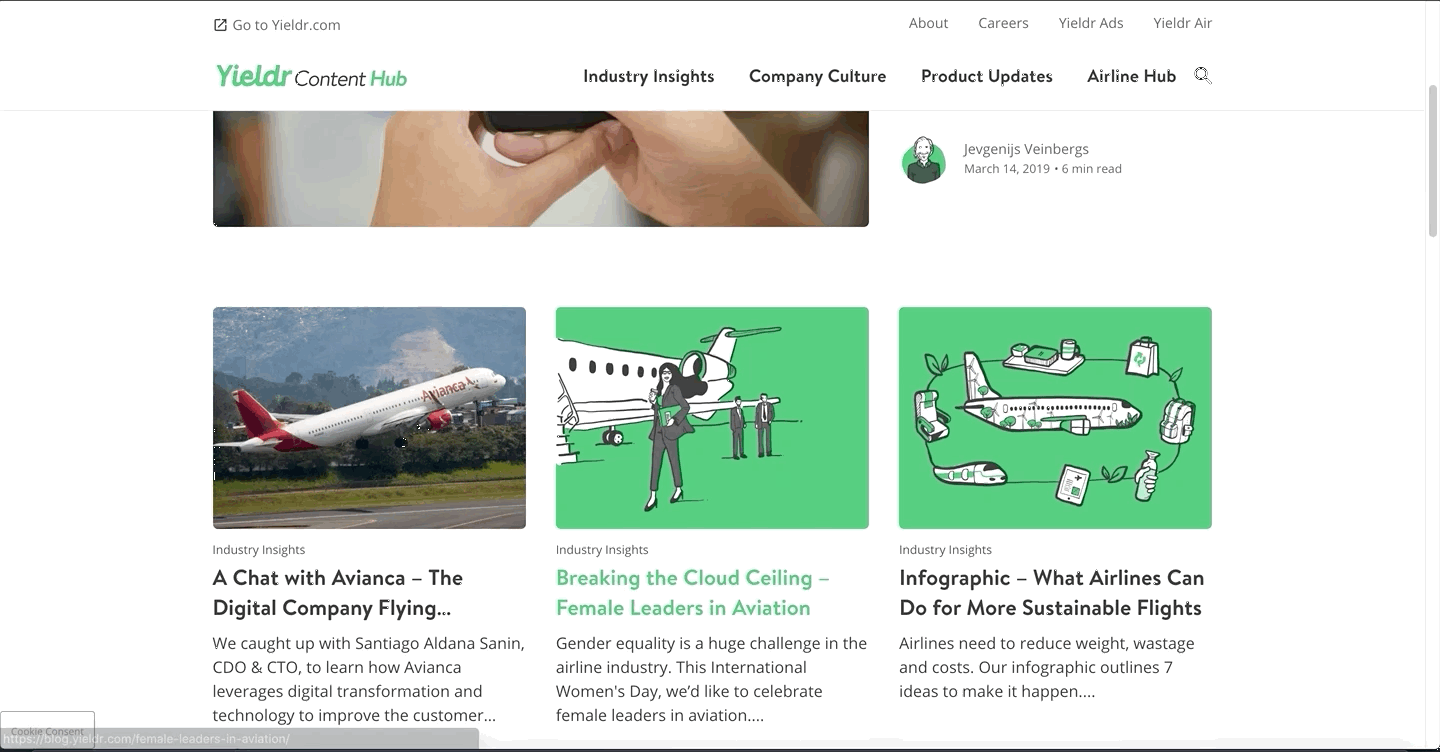 Go to Yieldr.com
About Careers Yieldr Ads Yieldr Air
Yieldr Content Hub
Industry Insights Company Culture Product Updates Airline Hub
Jevgenijs Veinbergs
March 14, 2019 • 6 min read
Avianca
Industry Insights
A Chat with Avianca – The
Digital Company Flying...
We caught up with Santiago Aldana Sanin,
CDO & CTO, to learn how Avianca
leverages digital transformation and
technology to improve the customer...
Industry Insights
Breaking the Cloud Ceiling –
Female Leaders in Aviation
Gender equality is a huge challenge in the
airline industry. This International
Women's Day, we’d like to celebrate
female leaders in aviation....
Industry Insights
Infographic – What Airlines Can
Do for More Sustainable Flights
Airlines need to reduce weight, wastage
and costs. Our infographic outlines 7
ideas to make it happen....
Cookie Consent
https://blog.yieldr.com/female-leaders-in-aviation/